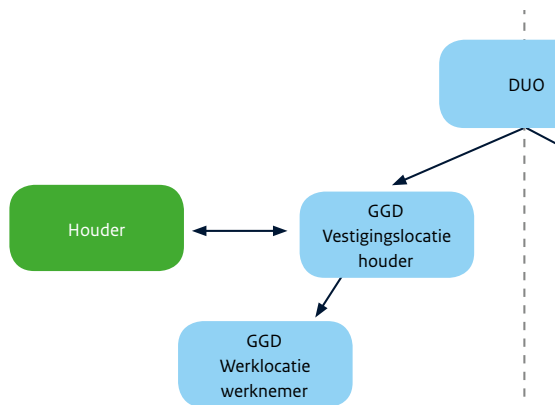 DUO
GGD
Vestigingslocatie
houder
Houder
GGD
Werklocatie
werknemer